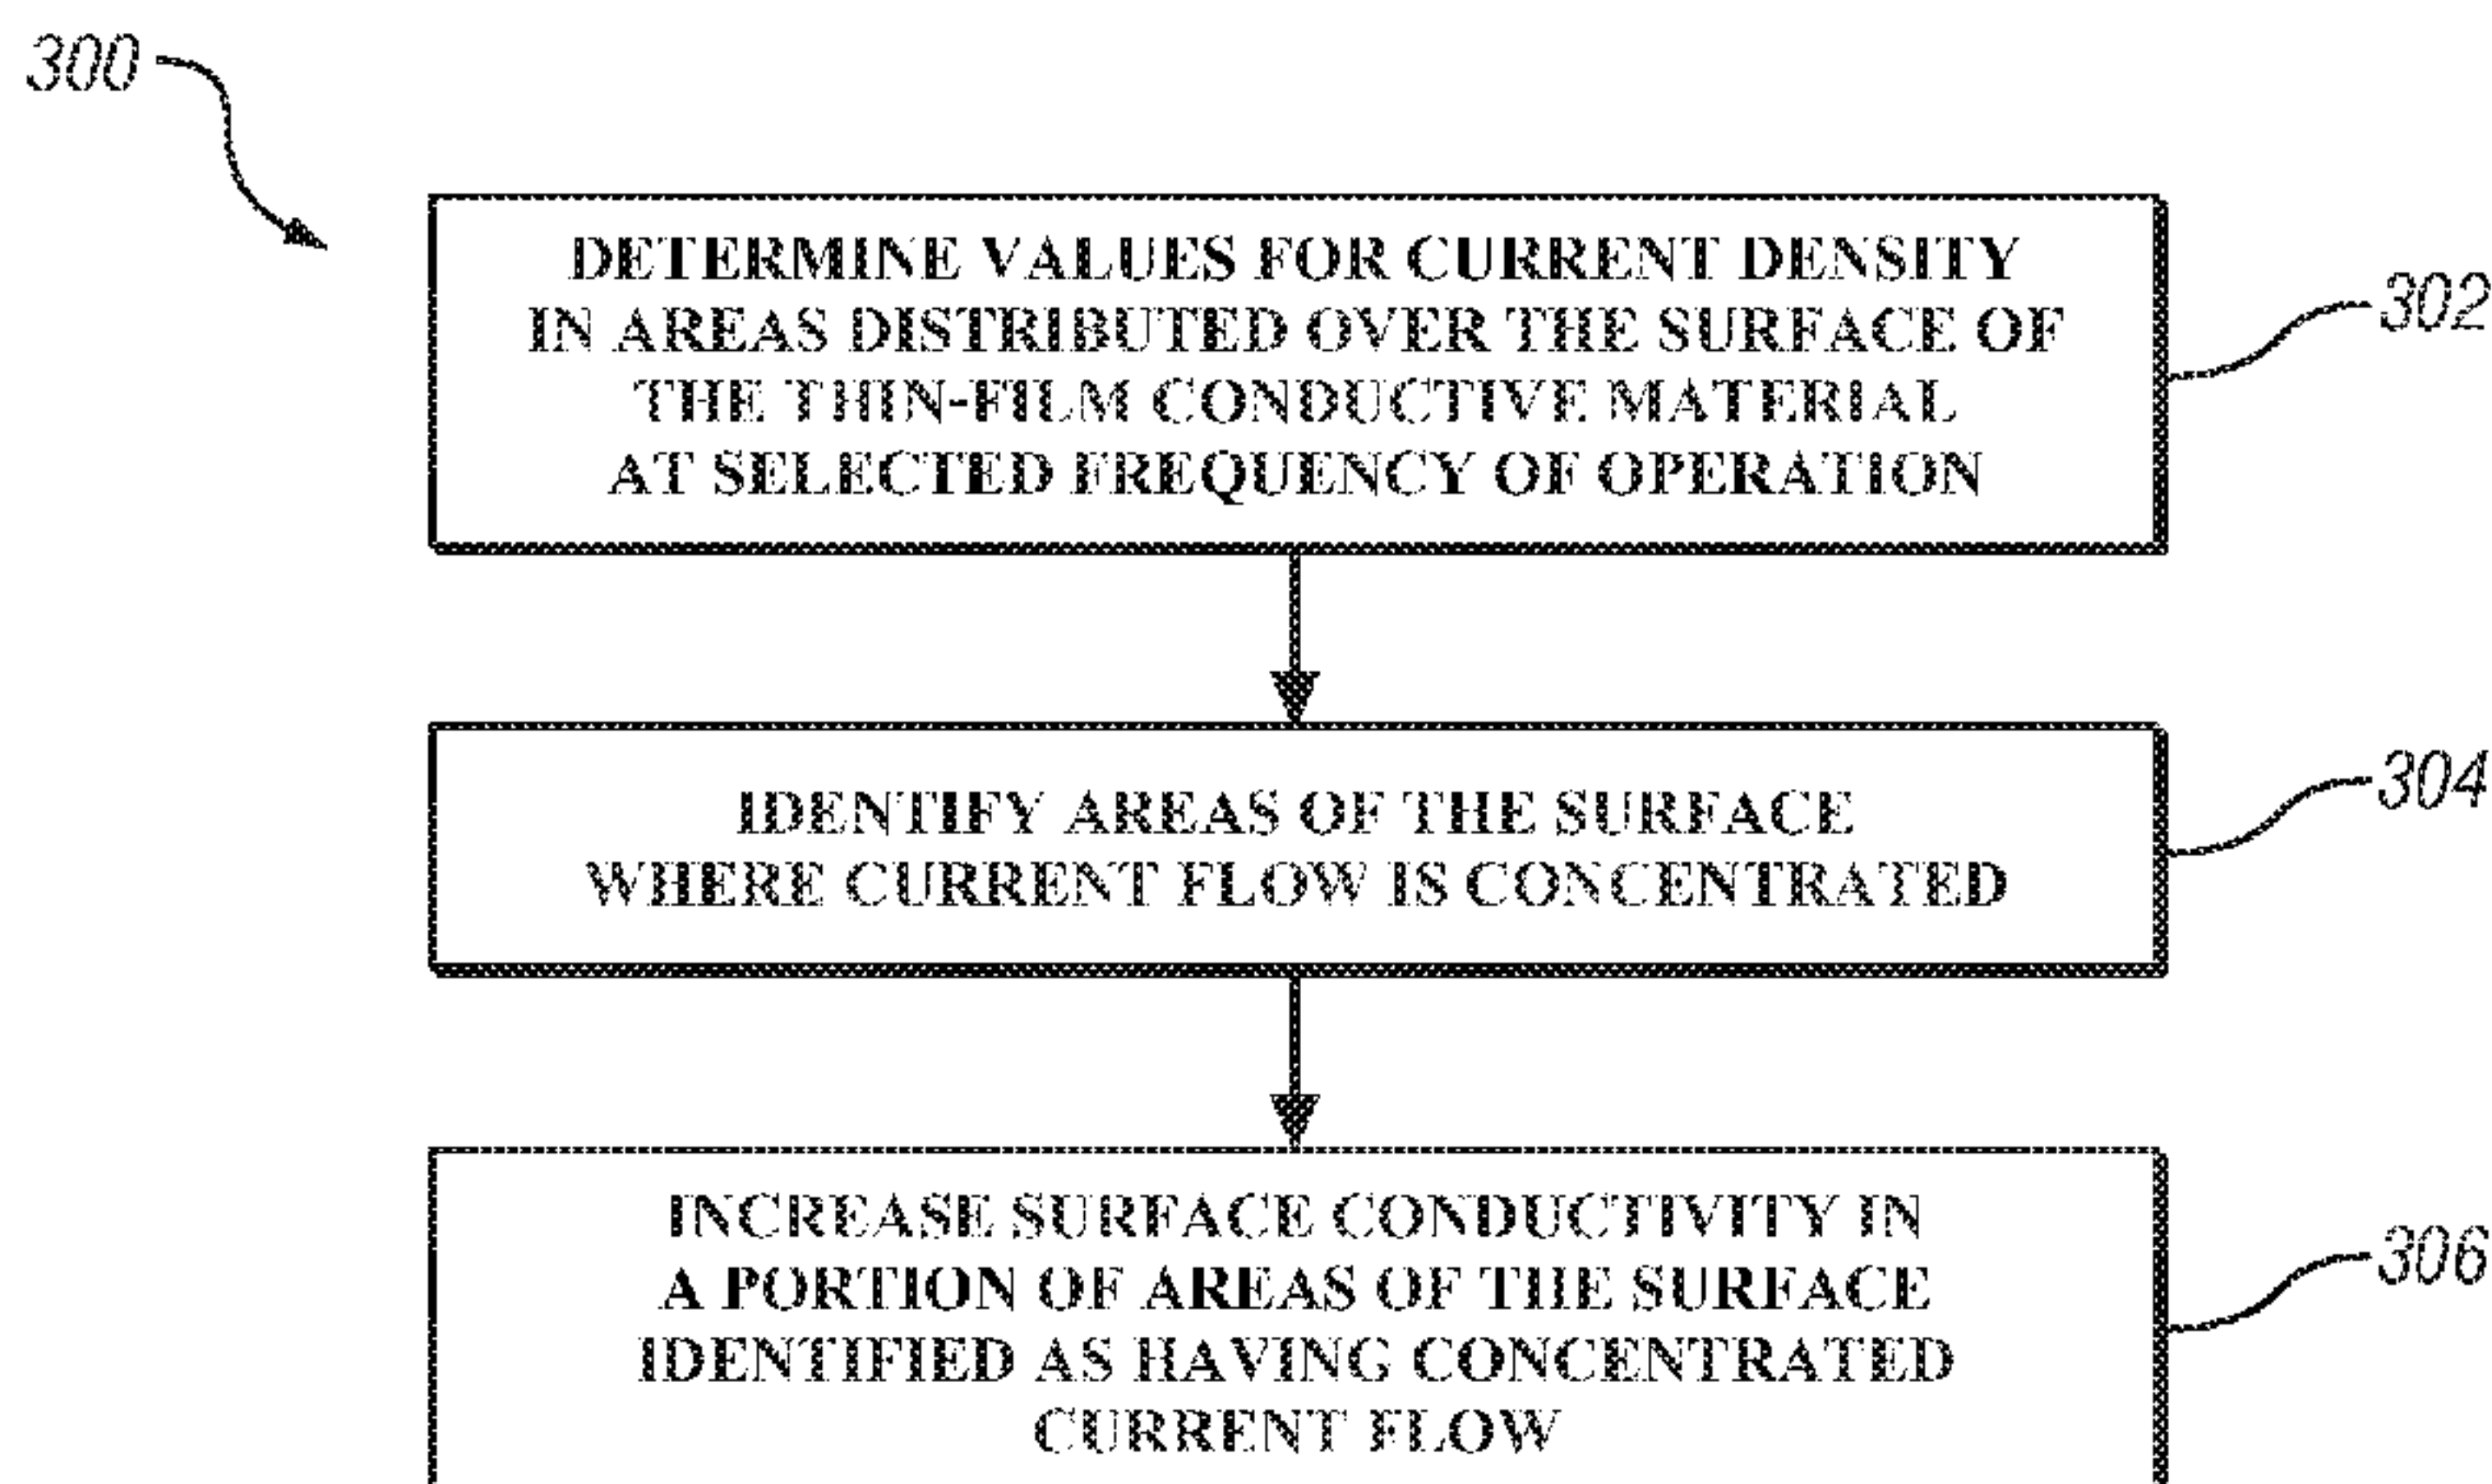 300
DETERMINE VALUES FOR CURRENT DENSITY
IN AREAS DISTRIBUTED OVER THE SURFACE OF
THE THIN-FILM CONDUCTIVE MATERIAL
AT SELECTED FREQUENCY OF OPERATION
302
IDENTIFY AREAS OF THE SURFACE
WHERE CURRENT FLOW IS CONCENTRATED
304
INCREASE SURFACE CONDUCTIVITY IN
A PORTION OF AREAS OF THE SURFACE
IDENTIFIED AS HAVING CONCENTRATED
CURRENT FLOW
306